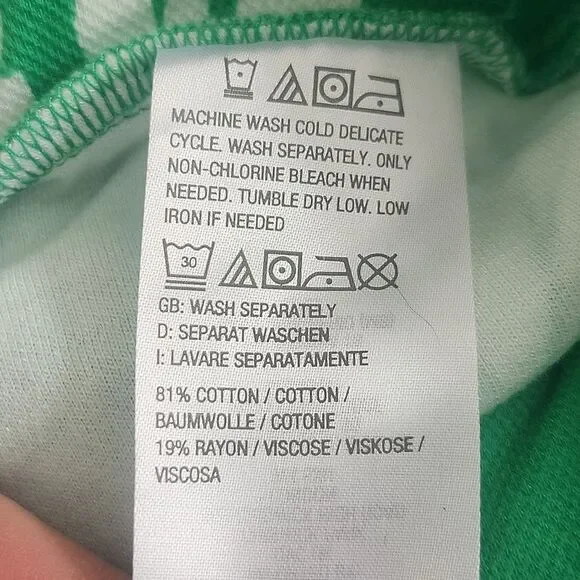 MACHINE WASH COLD DELICATE
CYCLE. WASH SEPARATELY. ONLY
NON-CHLORINE BLEACH WHEN
NEEDED. TUMBLE DRY LOW. LOW
IRON IF NEEDED
30
GB: WASH SEPARATELY
D: SEPARAT WASCHEN
I: LAVARE SEPARATAMENTE
81% COTTON / COTTON /
BAUMWOLLE / COTONE
19% RAYON / VISCOSE / VISKOSE /
VISCOSA